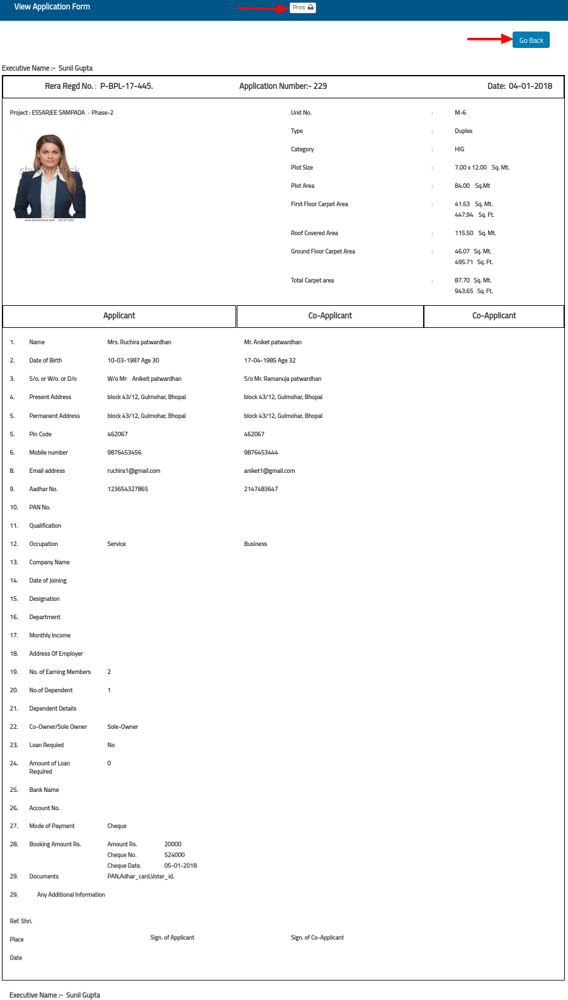 View Application Form
Print
Go Back
Executive Name :- Sunil Gupta
Rera Regd No. : P-BPL-17-445. Application Number:- 229 Date: 04-01-2018
Project : ESSARJEE SAMPADA - Phase-2
shutterstock
www.shutterstock.com
Unit No. : M-6
Type : Duplex
Category : HIG
Plot Size : 7.00 x 12.00 Sq. Mt.
Plot Area : 84.00 Sq.Mt
First Floor Carpet Area : 41.63 Sq. Mt.
447.94 Sq. Ft.
Roof Covered Area : 115.50 Sq. Mt.
Ground Floor Carpet Area : 46.07 Sq. Mt.
495.71 Sq. Ft.
Total Carpet area : 87.70 Sq. Mt.
943.65 Sq. Ft.
Applicant Co-Applicant Co-Applicant
1. Name Mrs. Ruchira patwardhan Mr. Aniket patwardhan
2. Date of Birth 10-03-1987 Age 30 17-04-1985 Age 32
3. S/o. or W/o. or D/o W/o Mr. Anikeit patwardhan S/o Mr. Ramanuja patwardhan
4. Present Address block 43/12, Gulmohar, Bhopal block 43/12, Gulmohar, Bhopal
5. Permanent Address block 43/12, Gulmohar, Bhopal block 43/12, Gulmohar, Bhopal
5. Pin Code 462067 462067
6. Mobile number 9876453456 9876453444
8. Email address ruchira1@gmail.com aniket1@gmail.com
9. Aadhar No. 123654327865 2147483647
10. PAN No.
11. Qualification
12. Occupation Service Business
13. Company Name
14. Date of Joining
15. Designation
16. Department
17. Monthly Income
18. Address Of Employer
19. No. of Earning Members 2
20. No.of Dependent 1
21. Dependent Details
22. Co-Owner/Sole Owner Sole-Owner
23. Loan Requied No
24. Amount of Loan 0
Required
25. Bank Name
26. Account No.
27. Mode of Payment Cheque
28. Booking Amount Rs. Amount Rs. 20000
Cheque No. 524000
Cheque Date. 05-01-2018
29. Documents PAN,Adhar_card,Voter_id,
29. Any Additional Information
Ref. Shri.
Place Sign. of Applicant Sign. of Co-Applicant
Date
Executive Name :- Sunil Gupta